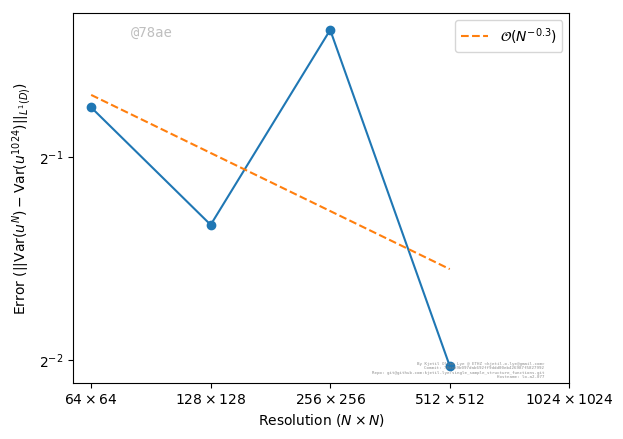 @78ae
𝒪(N^{-0.3})
Error (||Var(u^N) − Var(u^{1024})||_{L^1(D)})
2^{-1}
2^{-2}
64 × 64
128 × 128
256 × 256
512 × 512
1024 × 1024
Resolution (N × N)